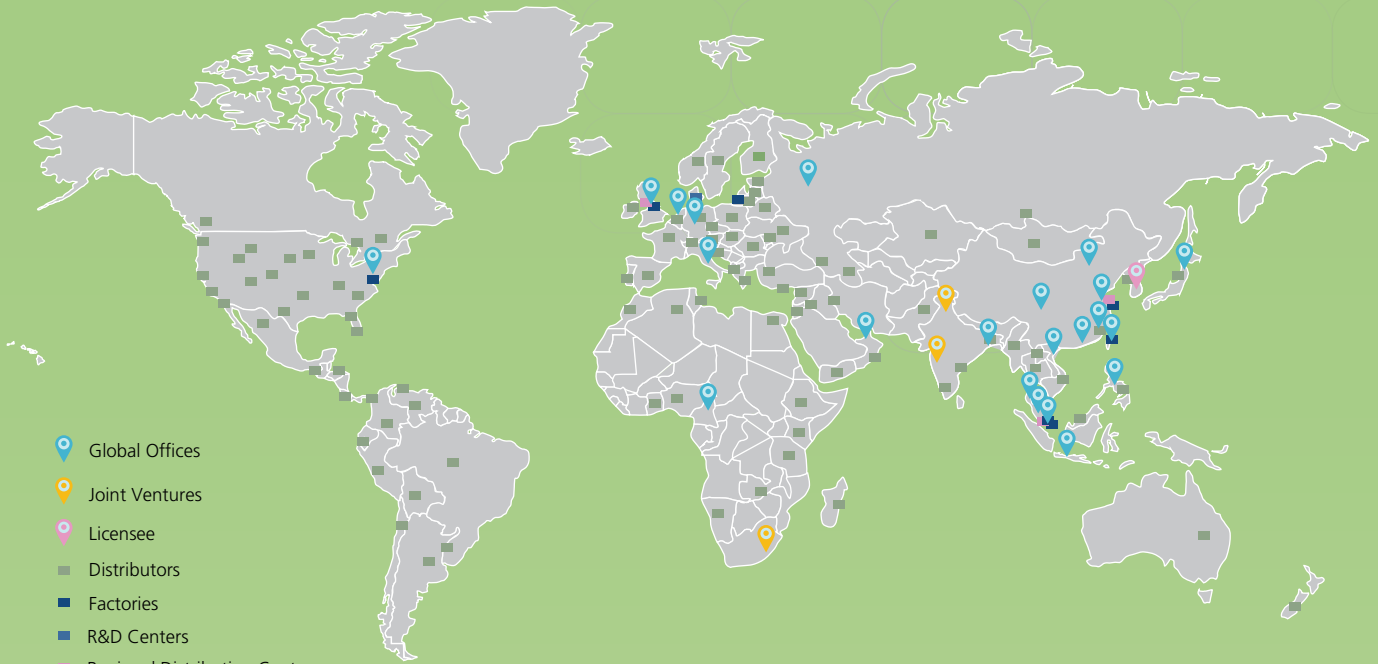 Global Offices
Joint Ventures
Licensee
Distributors
Factories
R&D Centers